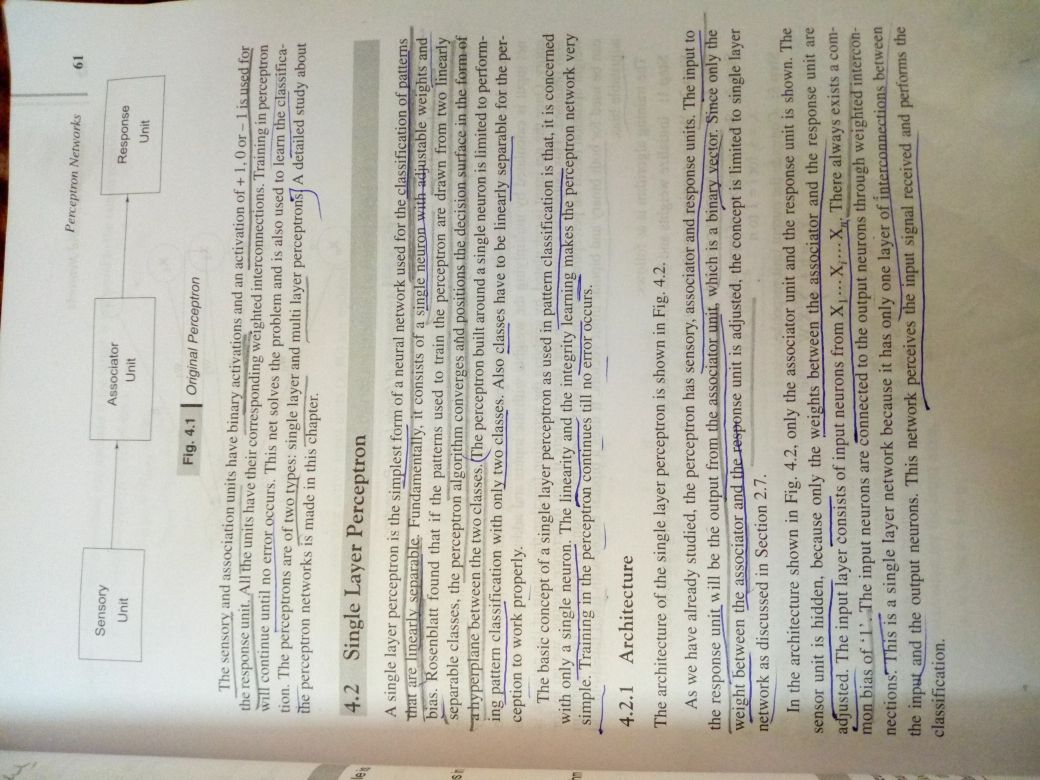 Perceptron Networks 61
Sensory
Unit
Associator
Unit
Response
Unit
Fig. 4.1 Original Perceptron
The sensory and association units have binary activations and an activation of + 1, 0 or – 1 is used for
the response unit. All the units have their corresponding weighted interconnections. Training in perceptron
will continue until no error occurs. This net solves the problem and is also used to learn the classifica-
tion. The perceptrons are of two types: single layer and multi layer perceptrons. A detailed study about
the perceptron networks is made in this chapter.
4.2 Single Layer Perceptron
A single layer perceptron is the simplest form of a neural network used for the classification of patterns
that are linearly separable. Fundamentally, it consists of a single neuron with adjustable weights and
bias. Rosenblatt found that if the patterns used to train the perceptron are drawn from two linearly
separable classes, the perceptron algorithm converges and positions the decision surface in the form of
a hyperplane between the two classes. The perceptron built around a single neuron is limited to perform-
ing pattern classification with only two classes. Also classes have to be linearly separable for the per-
ception to work properly.
The basic concept of a single layer perceptron as used in pattern classification is that, it is concerned
with only a single neuron. The linearity and the integrity learning makes the perceptron network very
simple. Training in the perceptron continues till no error occurs.
4.2.1 Architecture
The architecture of the single layer perceptron is shown in Fig. 4.2.
As we have already studied, the perceptron has sensory, associator and response units. The input to
the response unit will be the output from the associator unit, which is a binary vector. Since only the
weight between the associator and the response unit is adjusted, the concept is limited to single layer
network as discussed in Section 2.7.
In the architecture shown in Fig. 4.2, only the associator unit and the response unit is shown. The
sensor unit is hidden, because only the weights between the associator and the response unit are
adjusted. The input layer consists of input neurons from X₁...Xᵢ...Xₙ. There always exists a com-
mon bias of '1'. The input neurons are connected to the output neurons through weighted intercon-
nections. This is a single layer network because it has only one layer of interconnections between
the input and the output neurons. This network perceives the input signal received and performs the
classification.